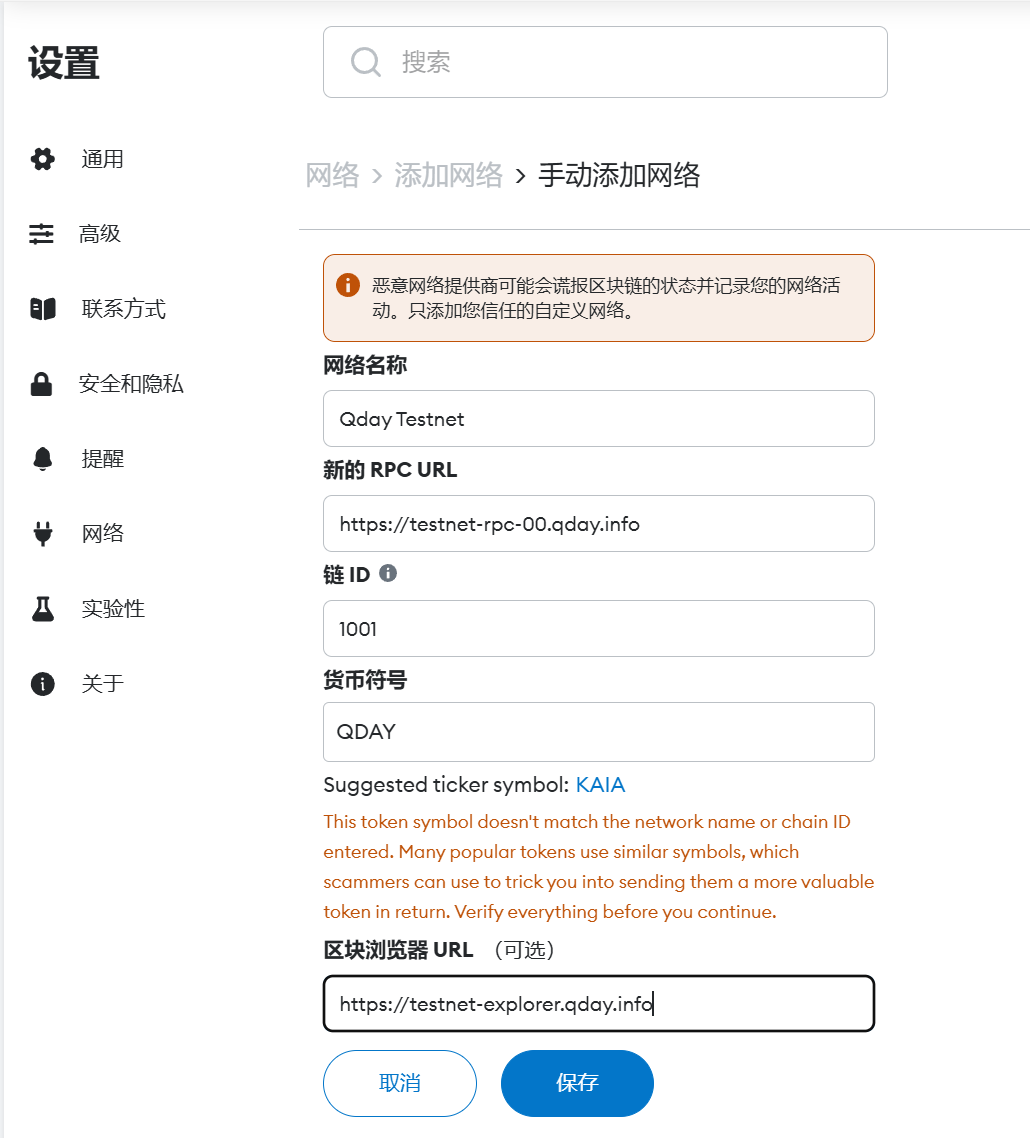 设置
搜索
通用
高级
联系方式
安全和隐私
提醒
网络
实验性
关于
网络 > 添加网络 > 手动添加网络
恶意网络提供商可能会谎报区块链的状态并记录您的网络活
动。只添加您信任的自定义网络。
网络名称
Qday Testnet
新的 RPC URL
https://testnet-rpc-00.qday.info
链 ID
1001
货币符号
QDAY
Suggested ticker symbol: KAIA
This token symbol doesn't match the network name or chain ID
entered. Many popular tokens use similar symbols, which
scammers can use to trick you into sending them a more valuable
token in return. Verify everything before you continue.
区块浏览器 URL （可选）
https://testnet-explorer.qday.info
取消
保存